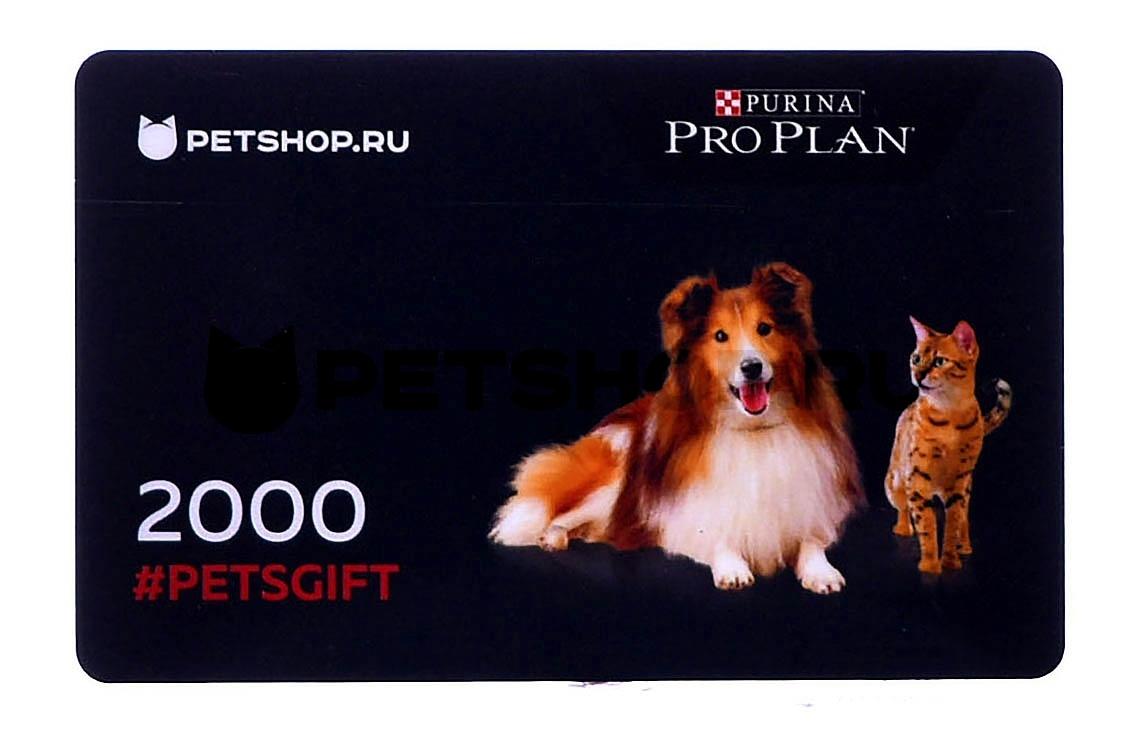 PETSHOP.RU
PURINA
PRO PLAN
PETSHOP.RU
2000
#PETSGIFT